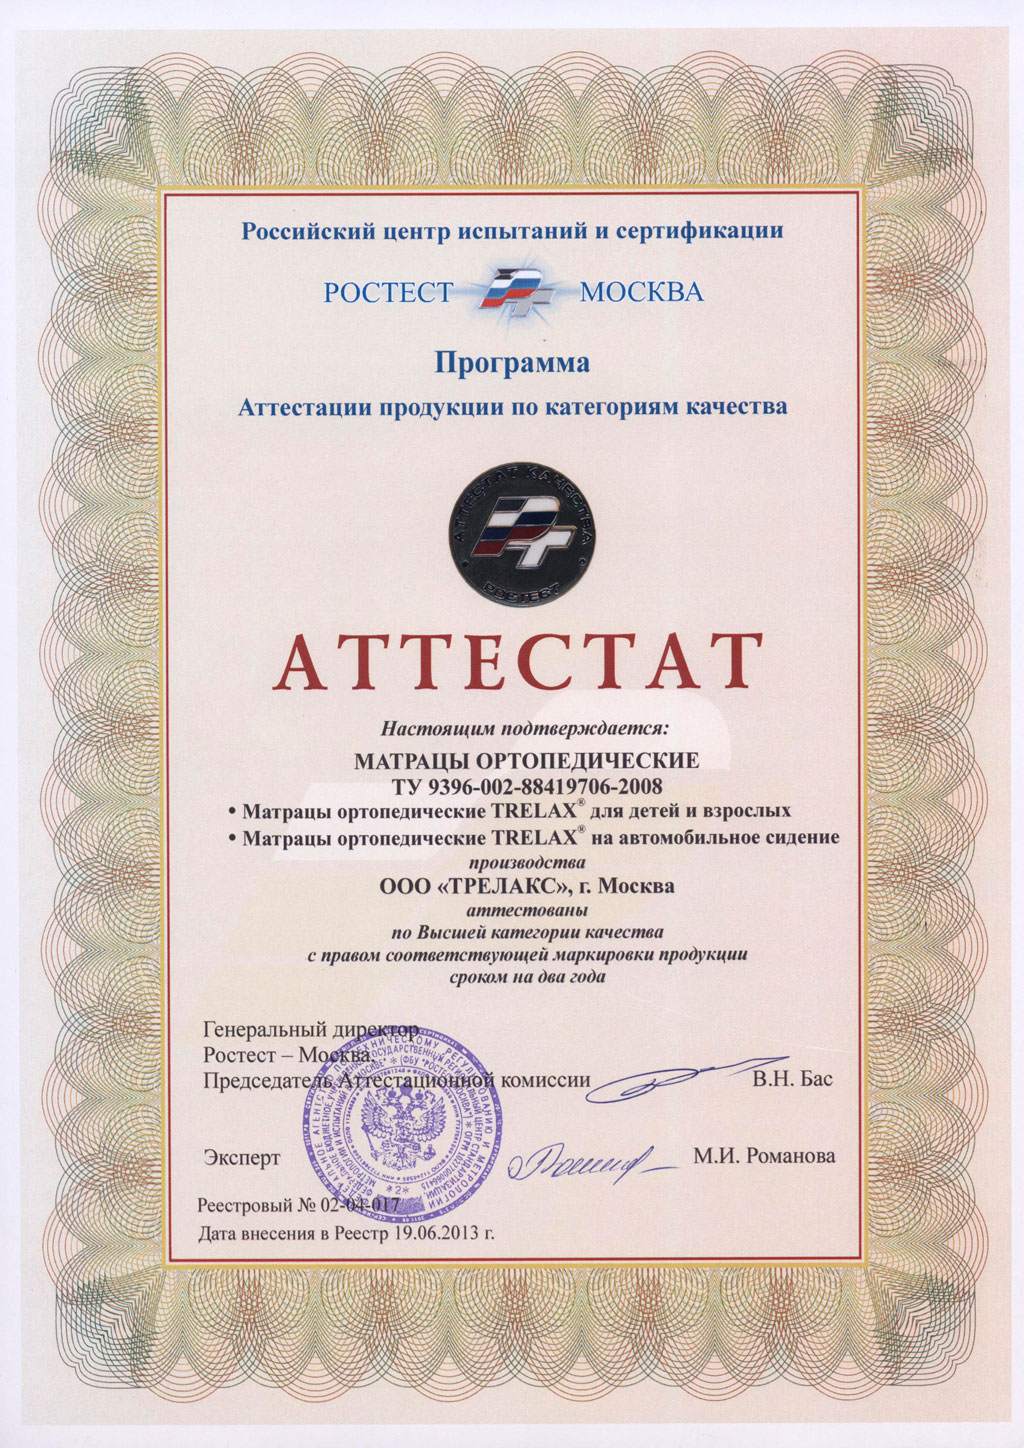 Российский центр испытаний и сертификации
РОСТЕСТ МОСКВА
Программа
Аттестации продукции по категориям качества
АТТЕСТАТ КАЧЕСТВА
РОСТЕСТ
АТТЕСТАТ
Настоящим подтверждается:
МАТРАЦЫ ОРТОПЕДИЧЕСКИЕ
ТУ 9396-002-88419706-2008
• Матрацы ортопедические TRELAX® для детей и взрослых
• Матрацы ортопедические TRELAX® на автомобильное сидение
производства
ООО «ТРЕЛАКС», г. Москва
аттестованы
по Высшей категории качества
с правом соответствующей маркировки продукции
сроком на два года
Генеральный директор
Ростест – Москва,
Председатель Аттестационной комиссии В.Н. Бас
Эксперт М.И. Романова
Реестровый № 02-04-017
Дата внесения в Реестр 19.06.2013 г.